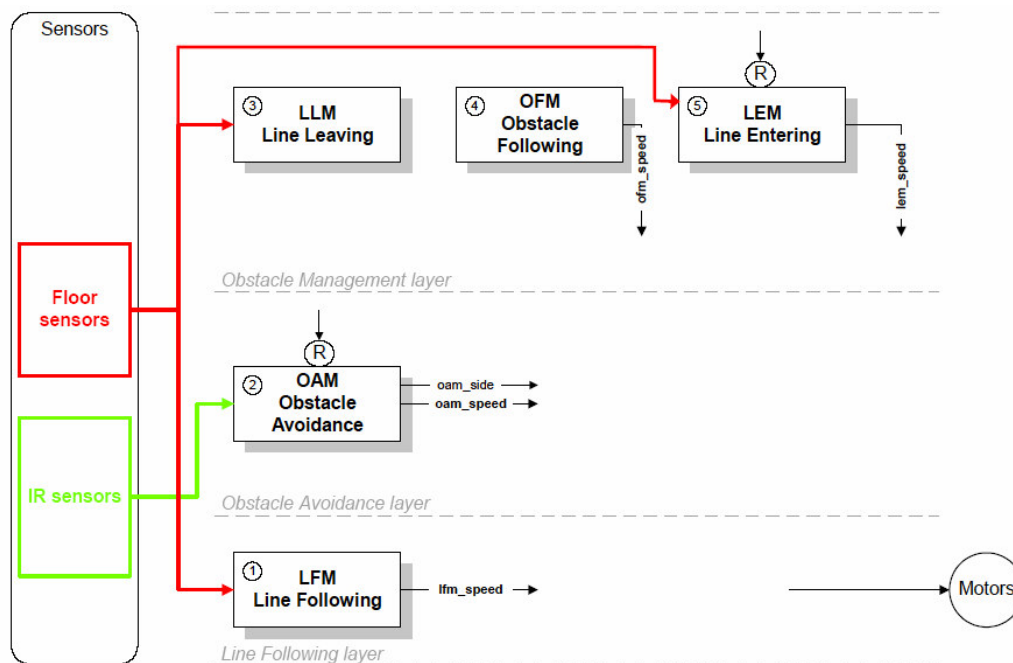 Sensors
R
3
LLM
Line Leaving
4
OFM
Obstacle
Following
ofm_speed
5
LEM
Line Entering
lem_speed
Obstacle Management layer
Floor
sensors
R
2
OAM
Obstacle
Avoidance
oam_side
oam_speed
IR sensors
Obstacle Avoidance layer
1
LFM
Line Following
lfm_speed
Motors
Line Following layer